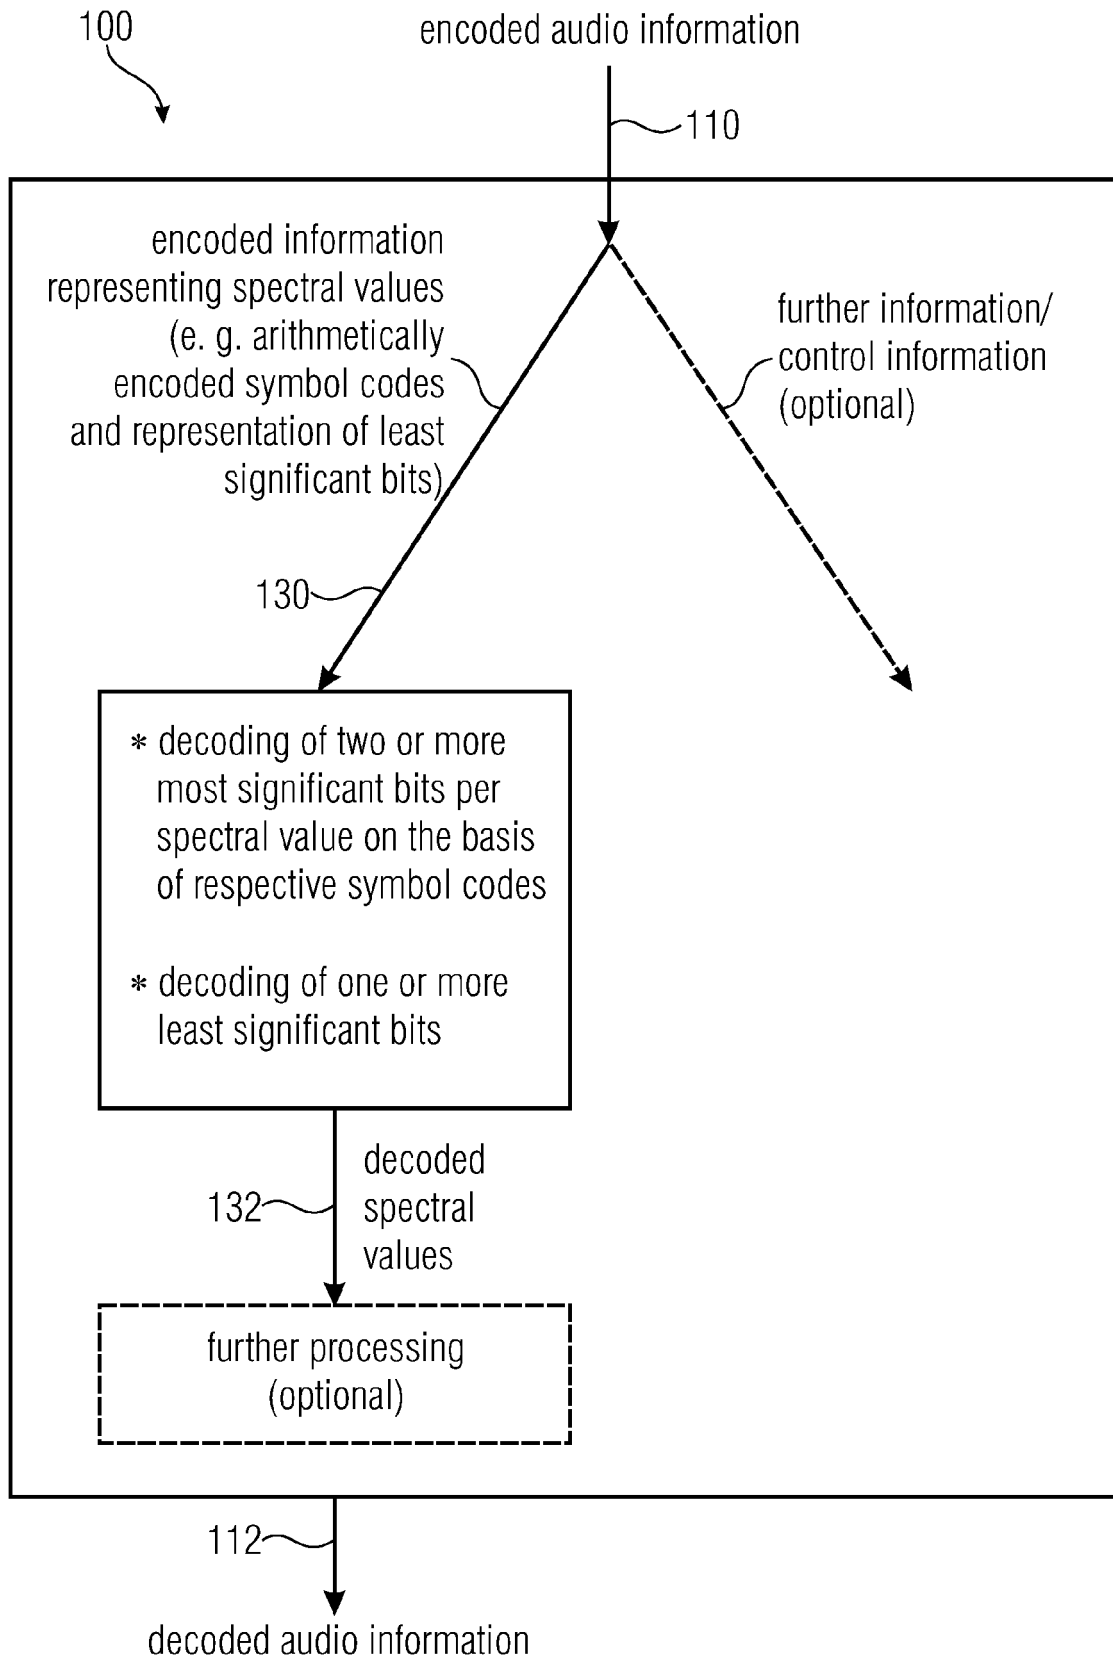 100
encoded audio information
110
encoded information
representing spectral values
(e. g. arithmetically
encoded symbol codes
and representation of least
significant bits)
further information/
control information
(optional)
130
* decoding of two or more
most significant bits per
spectral value on the basis
of respective symbol codes
* decoding of one or more
least significant bits
132
decoded
spectral
values
further processing
(optional)
112
decoded audio information